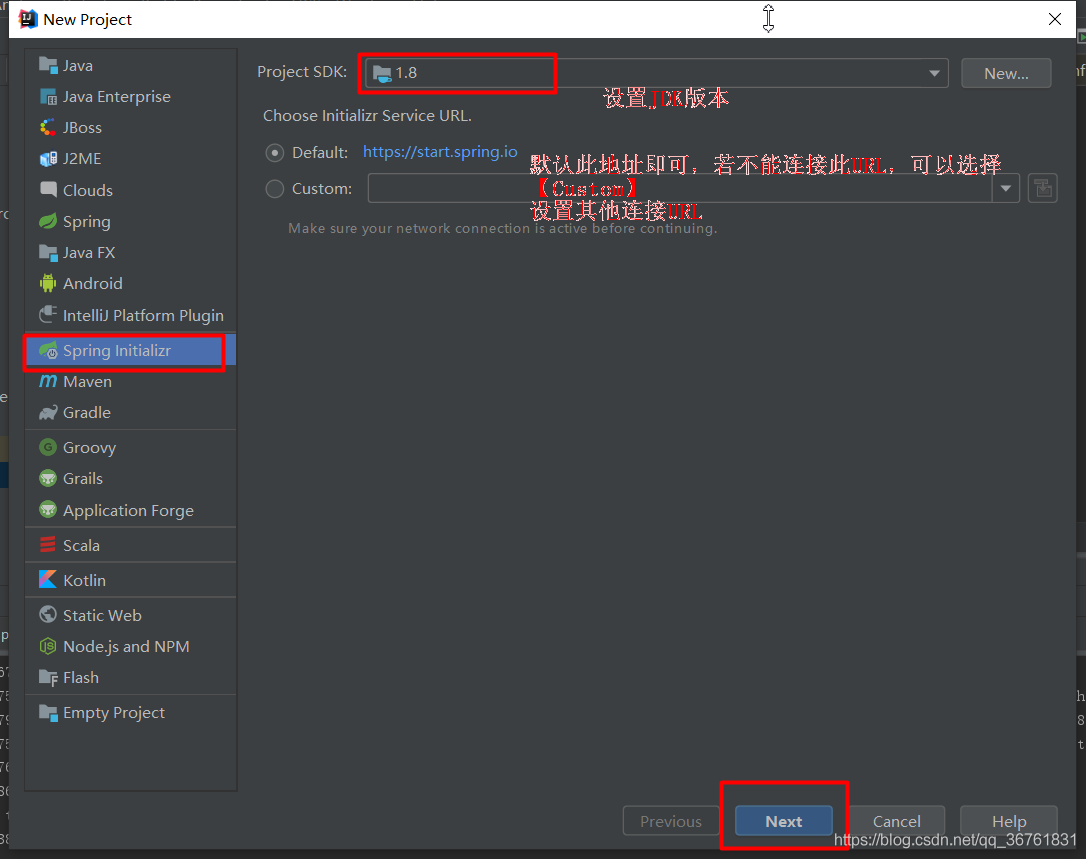 New Project
Java
Java Enterprise
JBoss
J2ME
Clouds
Spring
Java FX
Android
IntelliJ Platform Plugin
Spring Initializr
Maven
Gradle
Groovy
Grails
Application Forge
Scala
Kotlin
Static Web
Node.js and NPM
Flash
Empty Project
Project SDK:
1.8
New...
设置JDK版本
Choose Initializr Service URL.
Default:
https://start.spring.io
默认此地址即可，若不能连接此URL，可以选择
【Custom】
设置其他连接URL
Custom:
Make sure your network connection is active before continuing.
Previous
Next
Cancel
Help
https://blog.csdn.net/qq_36761831